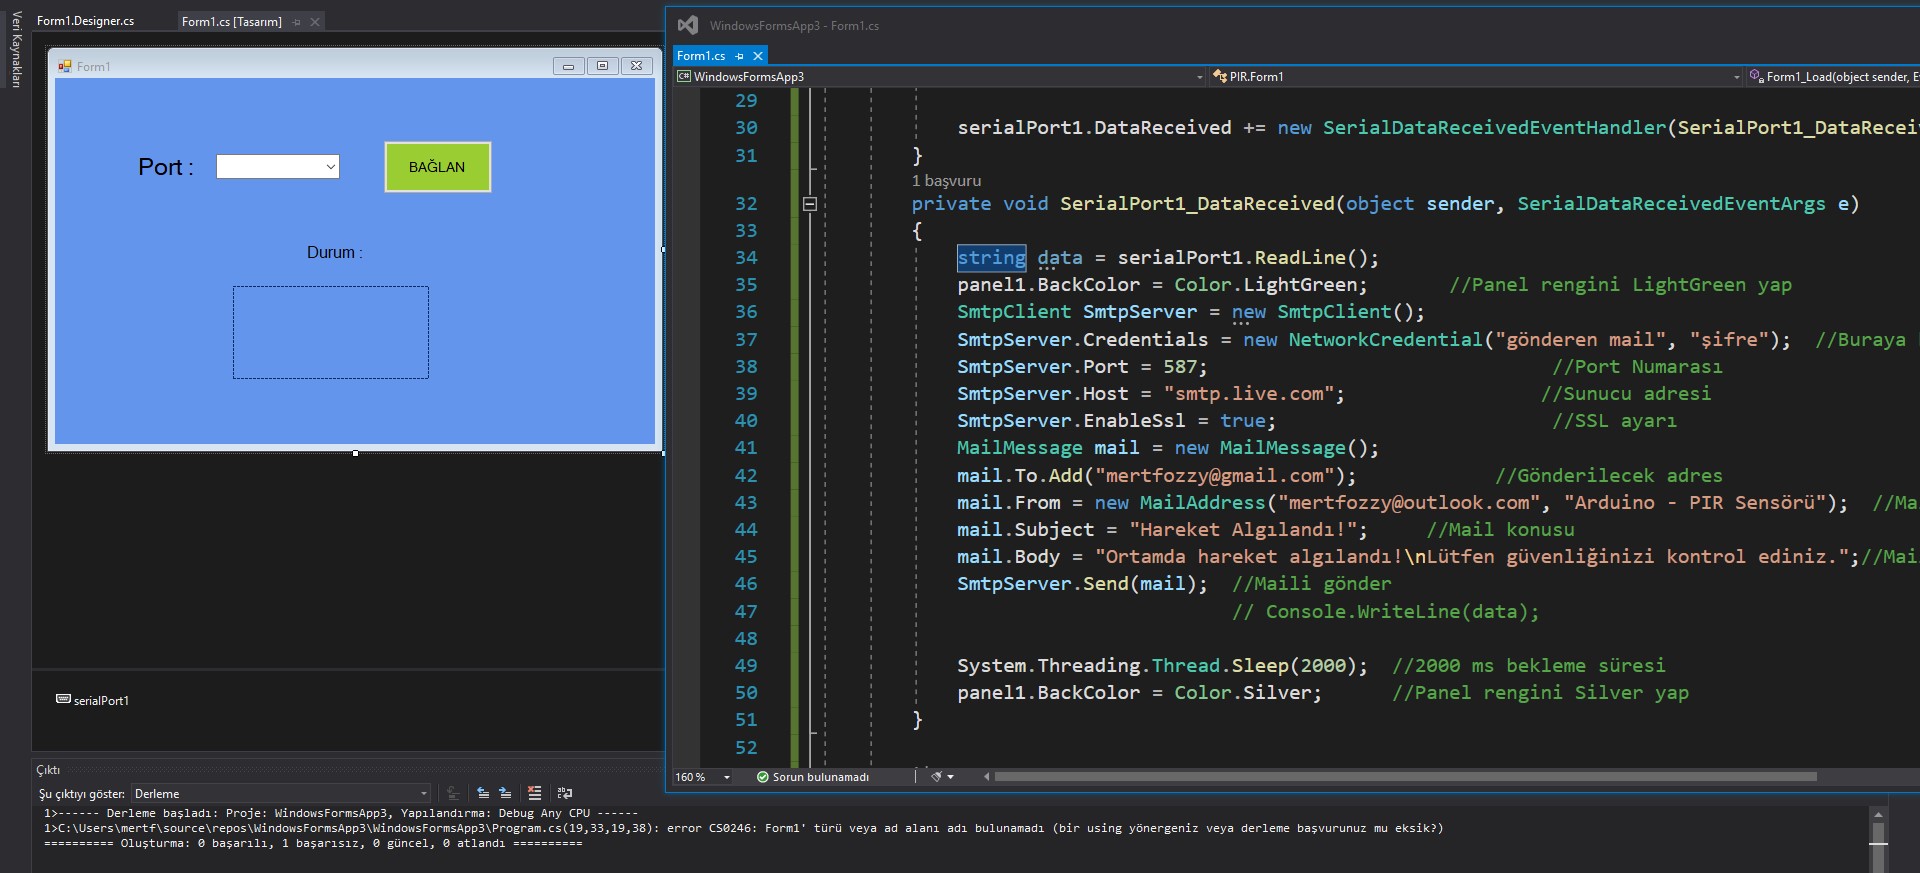 Veri Kaynakları
Form1.Designer.cs
Form1.cs [Tasarım]
Form1
Port :
BAĞLAN
Durum :
serialPort1
WindowsFormsApp3 - Form1.cs
Form1.cs
C# WindowsFormsApp3
PIR.Form1
Form1_Load(object sender, E
29
30 serialPort1.DataReceived += new SerialDataReceivedEventHandler(SerialPort1_DataRecei
31 }
1 başvuru
32 private void SerialPort1_DataReceived(object sender, SerialDataReceivedEventArgs e)
33 {
34 string data = serialPort1.ReadLine();
35 panel1.BackColor = Color.LightGreen; //Panel rengini LightGreen yap
36 SmtpClient SmtpServer = new SmtpClient();
37 SmtpServer.Credentials = new NetworkCredential("gönderen mail", "şifre"); //Buraya
38 SmtpServer.Port = 587; //Port Numarası
39 SmtpServer.Host = "smtp.live.com"; //Sunucu adresi
40 SmtpServer.EnableSsl = true; //SSL ayarı
41 MailMessage mail = new MailMessage();
42 mail.To.Add("mertfozzy@gmail.com"); //Gönderilecek adres
43 mail.From = new MailAddress("mertfozzy@outlook.com", "Arduino - PIR Sensörü"); //Ma
44 mail.Subject = "Hareket Algılandı!"; //Mail konusu
45 mail.Body = "Ortamda hareket algılandı!\nLütfen güvenliğinizi kontrol ediniz.";//Mai
46 SmtpServer.Send(mail); //Maili gönder
47 // Console.WriteLine(data);
48
49 System.Threading.Thread.Sleep(2000); //2000 ms bekleme süresi
50 panel1.BackColor = Color.Silver; //Panel rengini Silver yap
51 }
52
160 %
Sorun bulunamadı
Çıktı
Şu çıktıyı göster: Derleme
1>------ Derleme başladı: Proje: WindowsFormsApp3, Yapılandırma: Debug Any CPU ------
1>C:\Users\mertf\source\repos\WindowsFormsApp3\WindowsFormsApp3\Program.cs(19,33,19,38): error CS0246: Form1' türü veya ad alanı adı bulunamadı (bir using yönergeniz veya derleme başvurunuz mu eksik?)
========== Oluşturma: 0 başarılı, 1 başarısız, 0 güncel, 0 atlandı ==========